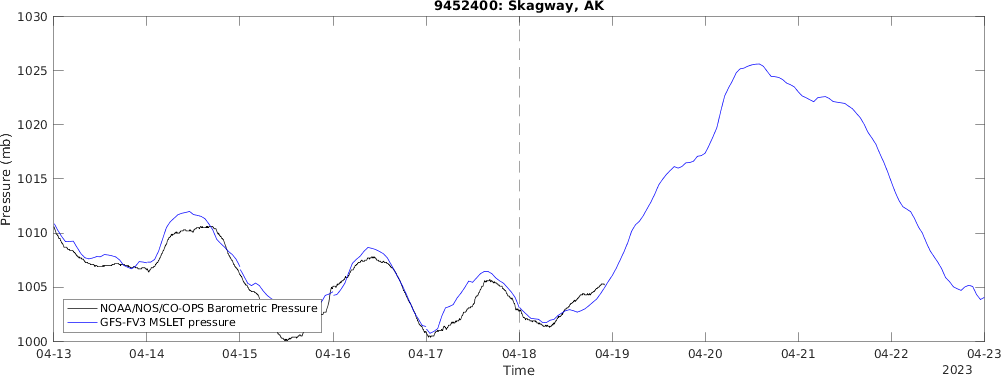 9452400: Skagway, AK
Pressure (mb)
1030
1025
1020
1015
1010
1005
1000
NOAA/NOS/CO-OPS Barometric Pressure
GFS-FV3 MSLET pressure
04-13 04-14 04-15 04-16 04-17 04-18 04-19 04-20 04-21 04-22 04-23
Time
2023